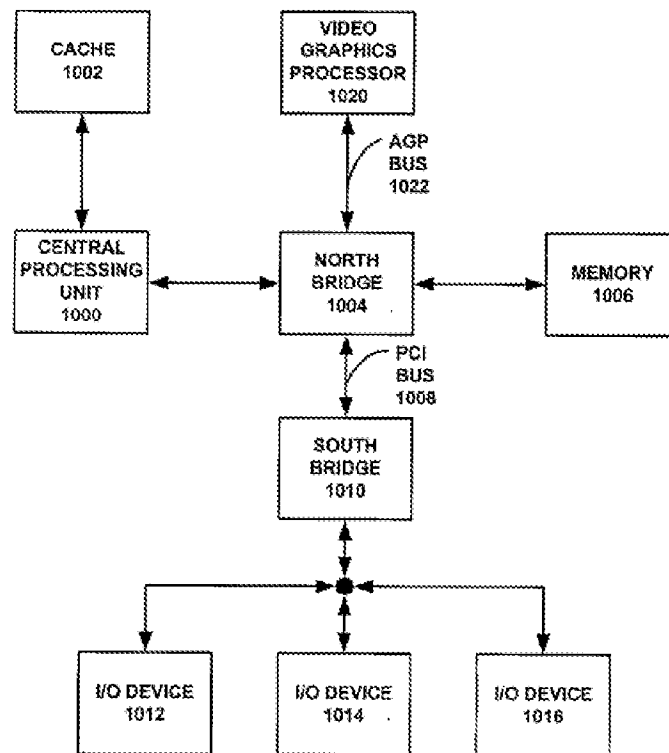 CACHE
1002
VIDEO
GRAPHICS
PROCESSOR
1020
AGP
BUS
1022
CENTRAL
PROCESSING
UNIT
1000
NORTH
BRIDGE
1004
MEMORY
1006
PCI
BUS
1008
SOUTH
BRIDGE
1010
I/O DEVICE
1012
I/O DEVICE
1014
I/O DEVICE
1016